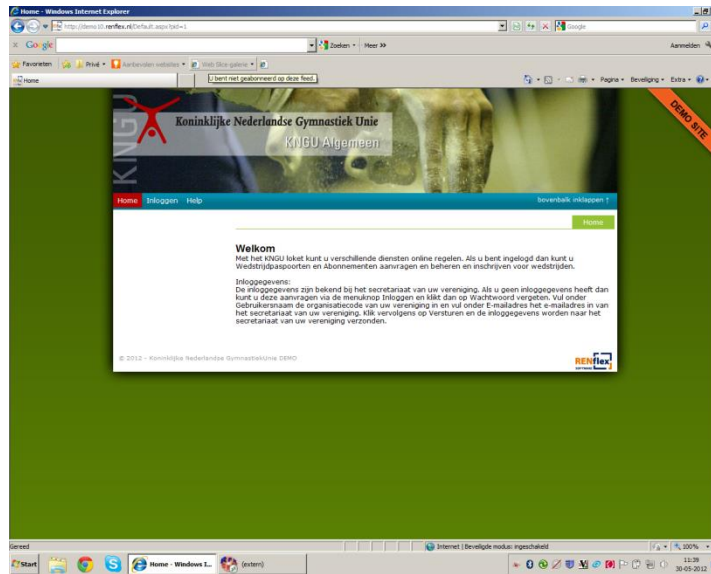 Home - Windows Internet Explorer
http://demo10.renflex.nl/Default.aspx?pid=1
Google
Google
Zoeken
Meer >>
Aanmelden
Favorieten
Privé
Aanbevolen websites
Web Slice-galerie
Home
U bent niet geabonneerd op deze feed.
Pagina
Beveiliging
Extra
KNGU
Koninklijke Nederlandse Gymnastiek Unie
KNGU Algemeen
DEMO SITE
Home Inloggen Help
bovenbalk inklappen ↑
Home
Welkom
Met het KNGU loket kunt u verschillende diensten online regelen. Als u bent ingelogd dan kunt u
Wedstrijdpaspoorten en Abonnementen aanvragen en beheren en inschrijven voor wedstrijden.
Inloggegevens:
De inloggegevens zijn bekend bij het secretariaat van uw vereniging. Als u geen inloggegevens heeft dan
kunt u deze aanvragen via de menuknop Inloggen en klikt dan op Wachtwoord vergeten. Vul onder
Gebruikersnaam de organisatiecode van uw vereniging in en vul onder E-mailadres het e-mailadres in van
het secretariaat van uw vereniging. Klik vervolgens op Versturen en de inloggegevens worden naar het
secretariaat van uw vereniging verzonden.
© 2012 - Koninklijke Nederlandse GymnastiekUnie DEMO
RENflex
SOFTWARE
Gereed
Internet | Beveiligde modus: ingeschakeld
100%
Start
Home - Windows I...
(extern)
11:39
30-05-2012